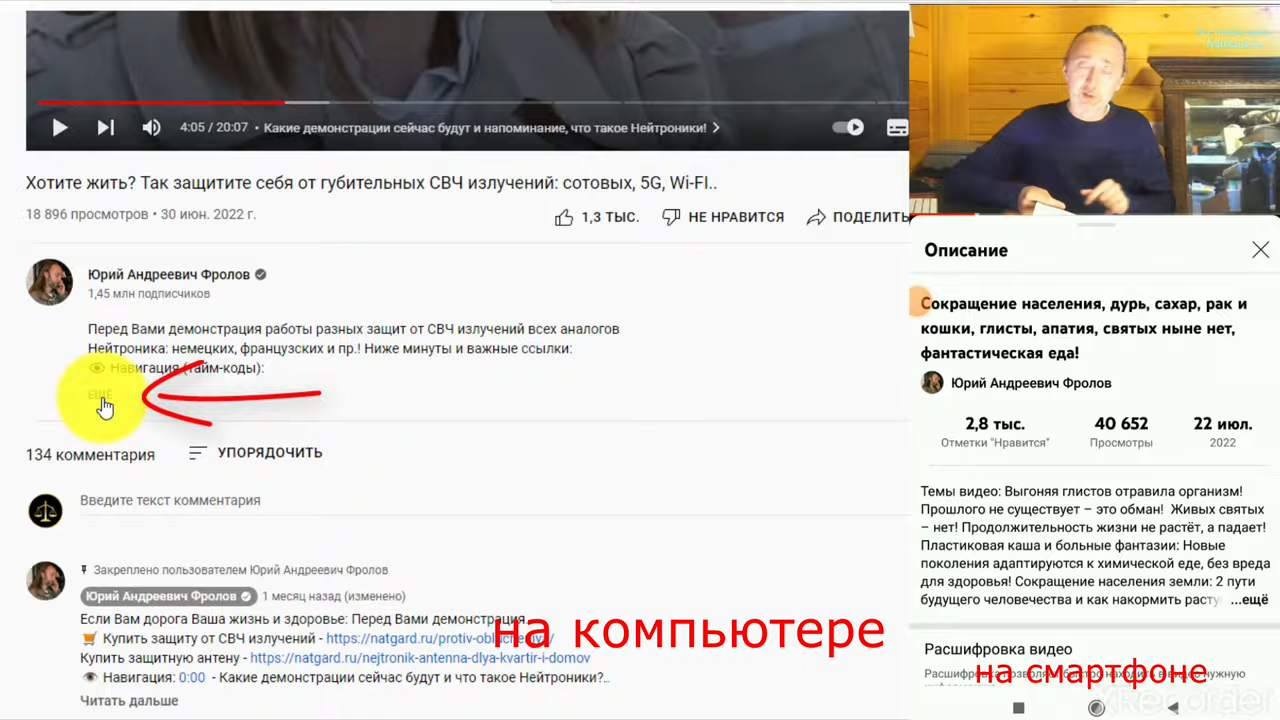 4:05 / 20:07 • Какие демонстрации сейчас будут и напоминание, что такое Нейтроники!
Хотите жить? Так защитите себя от губительных СВЧ излучений: сотовых, 5G, Wi-FI..
18 896 просмотров • 30 июн. 2022 г.
1,3 ТЫС.
НЕ НРАВИТСЯ
ПОДЕЛИТЬ
Юрий Андреевич Фролов
1,45 млн подписчиков
Перед Вами демонстрация работы разных защит от СВЧ излучений всех аналогов
Нейтроника: немецких, французских и пр.! Ниже минуты и важные ссылки:
Навигация (тайм-коды):
ЕЩЁ
134 комментария
УПОРЯДОЧИТЬ
Введите текст комментария
Закреплено пользователем Юрий Андреевич Фролов
Юрий Андреевич Фролов
1 месяц назад (изменено)
Если Вам дорога Ваша жизнь и здоровье: Перед Вами демонстрация
Купить защиту от СВЧ излучений - https://natgard.ru/protiv-oblucheniya/
Купить защитную антену - https://natgard.ru/nejtronik-antenna-dlya-kvartir-i-domov
Навигация: 0:00 - Какие демонстрации сейчас будут и что такое Нейтроники?..
Читать дальше
на компьютере
Описание
Сокращение населения, дурь, сахар, рак и
кошки, глисты, апатия, святых ныне нет,
фантастическая еда!
Юрий Андреевич Фролов
2,8 тыс.
40 652
22 июл.
Отметки "Нравится"
Просмотры
2022
Темы видео: Выгоняя глистов отравила организм!
Прошлого не существует – это обман! Живых святых
– нет! Продолжительность жизни не растёт, а падает!
Пластиковая каша и больные фантазии: Новые
поколения адаптируются к химической еде, без вреда
для здоровья! Сокращение населения земли: 2 пути
будущего человечества и как накормить расту ...ещё
Расшифровка видео
Расшифровка позволяет быстро находить в видео нужную
на смартфоне
XRecorder